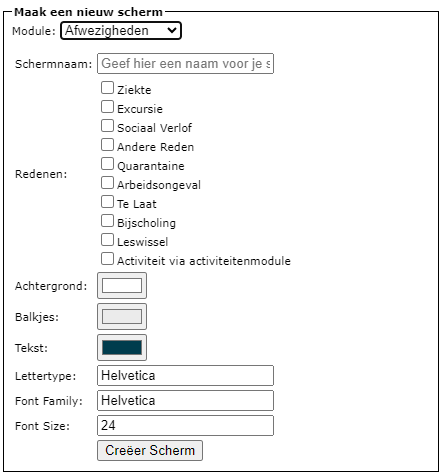 Maak een nieuw scherm
Module: Afwezigheden
Schermnaam: Geef hier een naam voor je s
Ziekte
Excursie
Sociaal Verlof
Andere Reden
Quarantaine
Redenen:
Arbeidsongeval
Te Laat
Bijscholing
Leswissel
Activiteit via activiteitenmodule
Achtergrond:
Balkjes:
Tekst:
Lettertype: Helvetica
Font Family: Helvetica
Font Size: 24
Creëer Scherm